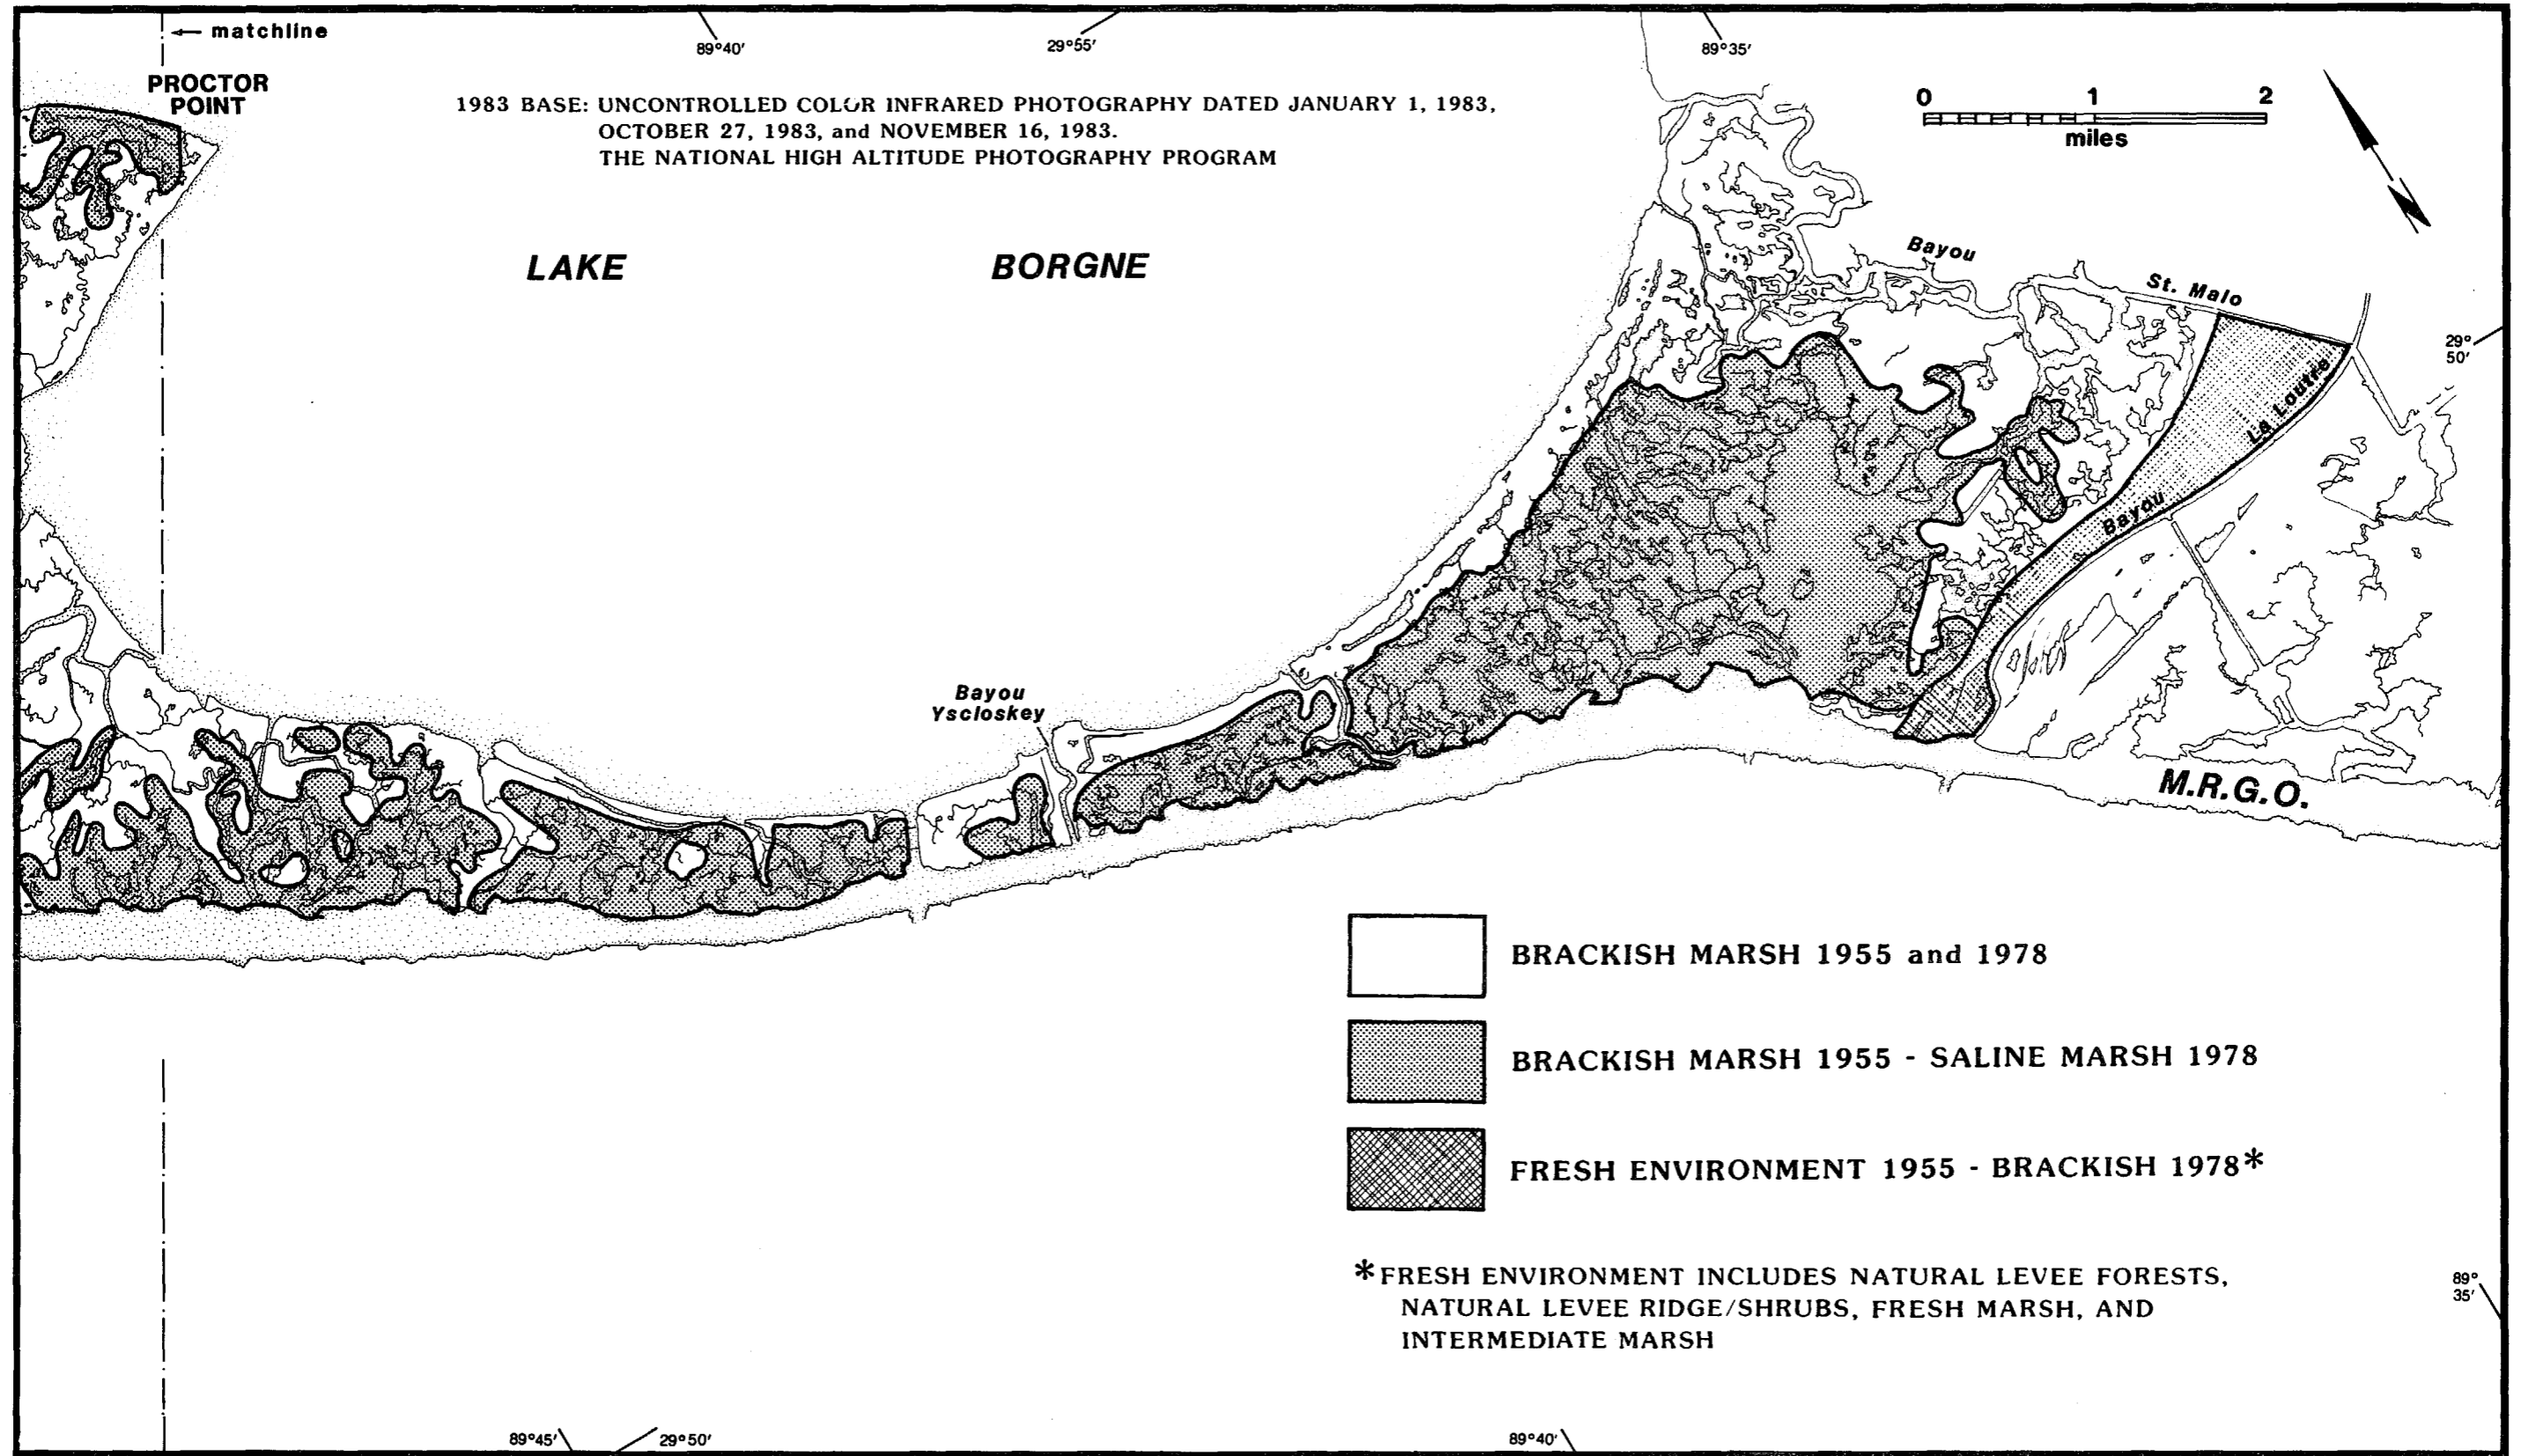 ← matchline
89°40'
29°55'
89°35'
PROCTOR
POINT
1983 BASE: UNCONTROLLED COLOR INFRARED PHOTOGRAPHY DATED JANUARY 1, 1983,
OCTOBER 27, 1983, and NOVEMBER 16, 1983.
THE NATIONAL HIGH ALTITUDE PHOTOGRAPHY PROGRAM
0 1 2
miles
LAKE BORGNE
Bayou St. Malo
29°
50'
Bayou La Loutre
Bayou
Yscloskey
M.R.G.O.
BRACKISH MARSH 1955 and 1978
BRACKISH MARSH 1955 - SALINE MARSH 1978
FRESH ENVIRONMENT 1955 - BRACKISH 1978*
*FRESH ENVIRONMENT INCLUDES NATURAL LEVEE FORESTS,
NATURAL LEVEE RIDGE/SHRUBS, FRESH MARSH, AND
INTERMEDIATE MARSH
89°
35'
89°45'
29°50'
89°40'